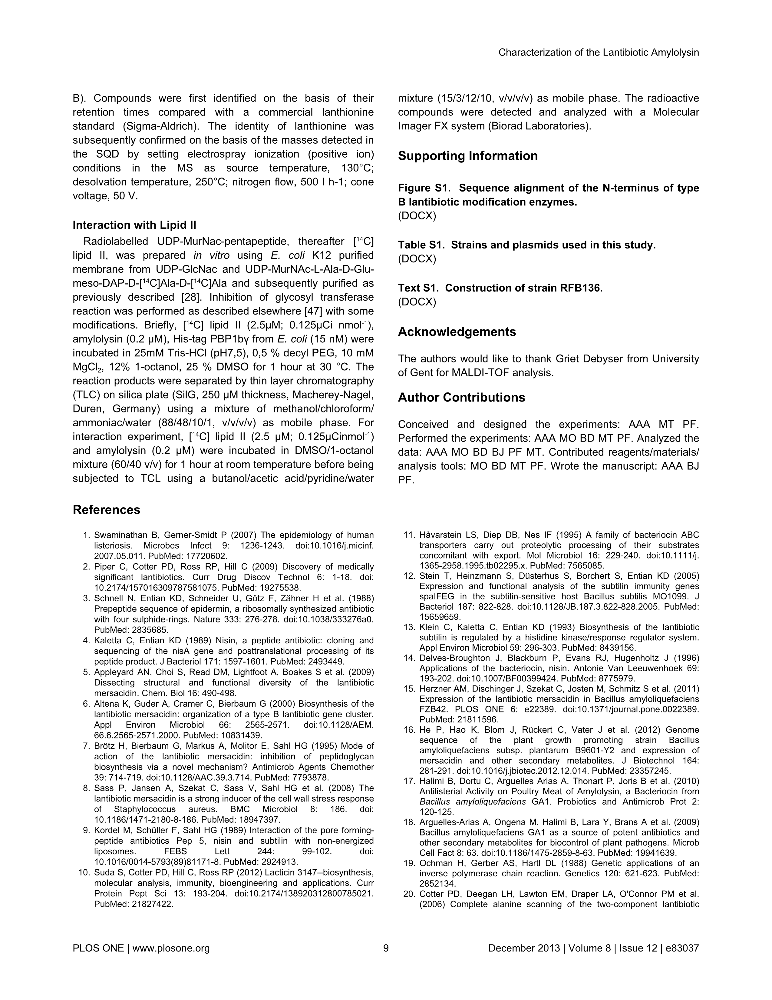 Characterization of the Lantibiotic Amylolysin
B). Compounds were first identified on the basis of their
retention times compared with a commercial lanthionine
standard (Sigma-Aldrich). The identity of lanthionine was
subsequently confirmed on the basis of the masses detected in
the SQD by setting electrospray ionization (positive ion)
conditions in the MS as source temperature, 130°C;
desolvation temperature, 250°C; nitrogen flow, 500 l h-1; cone
voltage, 50 V.
Interaction with Lipid II
Radiolabelled UDP-MurNac-pentapeptide, thereafter [¹⁴C]
lipid II, was prepared in vitro using E. coli K12 purified
membrane from UDP-GlcNac and UDP-MurNAc-L-Ala-D-Glu-
meso-DAP-D-[¹⁴C]Ala-D-[¹⁴C]Ala and subsequently purified as
previously described [28]. Inhibition of glycosyl transferase
reaction was performed as described elsewhere [47] with some
modifications. Briefly, [¹⁴C] lipid II (2.5µM; 0.125µCi nmol⁻¹),
amylolysin (0.2 µM), His-tag PBP1bγ from E. coli (15 nM) were
incubated in 25mM Tris-HCl (pH7,5), 0,5 % decyl PEG, 10 mM
MgCl₂, 12% 1-octanol, 25 % DMSO for 1 hour at 30 °C. The
reaction products were separated by thin layer chromatography
(TLC) on silica plate (SilG, 250 µM thickness, Macherey-Nagel,
Duren, Germany) using a mixture of methanol/chloroform/
ammoniac/water (88/48/10/1, v/v/v/v) as mobile phase. For
interaction experiment, [¹⁴C] lipid II (2.5 µM; 0.125µCinmol⁻¹)
and amylolysin (0.2 µM) were incubated in DMSO/1-octanol
mixture (60/40 v/v) for 1 hour at room temperature before being
subjected to TCL using a butanol/acetic acid/pyridine/water
mixture (15/3/12/10, v/v/v/v) as mobile phase. The radioactive
compounds were detected and analyzed with a Molecular
Imager FX system (Biorad Laboratories).
Supporting Information
Figure S1. Sequence alignment of the N-terminus of type
B lantibiotic modification enzymes.
(DOCX)
Table S1. Strains and plasmids used in this study.
(DOCX)
Text S1. Construction of strain RFB136.
(DOCX)
Acknowledgements
The authors would like to thank Griet Debyser from University
of Gent for MALDI-TOF analysis.
Author Contributions
Conceived and designed the experiments: AAA MT PF.
Performed the experiments: AAA MO BD MT PF. Analyzed the
data: AAA MO BD BJ PF MT. Contributed reagents/materials/
analysis tools: MO BD MT PF. Wrote the manuscript: AAA BJ
PF.
References
1. Swaminathan B, Gerner-Smidt P (2007) The epidemiology of human
listeriosis. Microbes Infect 9: 1236-1243. doi:10.1016/j.micinf.
2007.05.011. PubMed: 17720602.
2. Piper C, Cotter PD, Ross RP, Hill C (2009) Discovery of medically
significant lantibiotics. Curr Drug Discov Technol 6: 1-18. doi:
10.2174/157016309787581075. PubMed: 19275538.
3. Schnell N, Entian KD, Schneider U, Götz F, Zähner H et al. (1988)
Prepeptide sequence of epidermin, a ribosomally synthesized antibiotic
with four sulphide-rings. Nature 333: 276-278. doi:10.1038/333276a0.
PubMed: 2835685.
4. Kaletta C, Entian KD (1989) Nisin, a peptide antibiotic: cloning and
sequencing of the nisA gene and posttranslational processing of its
peptide product. J Bacteriol 171: 1597-1601. PubMed: 2493449.
5. Appleyard AN, Choi S, Read DM, Lightfoot A, Boakes S et al. (2009)
Dissecting structural and functional diversity of the lantibiotic
mersacidin. Chem. Biol 16: 490-498.
6. Altena K, Guder A, Cramer C, Bierbaum G (2000) Biosynthesis of the
lantibiotic mersacidin: organization of a type B lantibiotic gene cluster.
Appl Environ Microbiol 66: 2565-2571. doi:10.1128/AEM.
66.6.2565-2571.2000. PubMed: 10831439.
7. Brötz H, Bierbaum G, Markus A, Molitor E, Sahl HG (1995) Mode of
action of the lantibiotic mersacidin: inhibition of peptidoglycan
biosynthesis via a novel mechanism? Antimicrob Agents Chemother
39: 714-719. doi:10.1128/AAC.39.3.714. PubMed: 7793878.
8. Sass P, Jansen A, Szekat C, Sass V, Sahl HG et al. (2008) The
lantibiotic mersacidin is a strong inducer of the cell wall stress response
of Staphylococcus aureus. BMC Microbiol 8: 186. doi:
10.1186/1471-2180-8-186. PubMed: 18947397.
9. Kordel M, Schüller F, Sahl HG (1989) Interaction of the pore forming-
peptide antibiotics Pep 5, nisin and subtilin with non-energized
liposomes. FEBS Lett 244: 99-102. doi:
10.1016/0014-5793(89)81171-8. PubMed: 2924913.
10. Suda S, Cotter PD, Hill C, Ross RP (2012) Lacticin 3147--biosynthesis,
molecular analysis, immunity, bioengineering and applications. Curr
Protein Pept Sci 13: 193-204. doi:10.2174/138920312800785021.
PubMed: 21827422.
11. Håvarstein LS, Diep DB, Nes IF (1995) A family of bacteriocin ABC
transporters carry out proteolytic processing of their substrates
concomitant with export. Mol Microbiol 16: 229-240. doi:10.1111/j.
1365-2958.1995.tb02295.x. PubMed: 7565085.
12. Stein T, Heinzmann S, Düsterhus S, Borchert S, Entian KD (2005)
Expression and functional analysis of the subtilin immunity genes
spaIFEG in the subtilin-sensitive host Bacillus subtilis MO1099. J
Bacteriol 187: 822-828. doi:10.1128/JB.187.3.822-828.2005. PubMed:
15659659.
13. Klein C, Kaletta C, Entian KD (1993) Biosynthesis of the lantibiotic
subtilin is regulated by a histidine kinase/response regulator system.
Appl Environ Microbiol 59: 296-303. PubMed: 8439156.
14. Delves-Broughton J, Blackburn P, Evans RJ, Hugenholtz J (1996)
Applications of the bacteriocin, nisin. Antonie Van Leeuwenhoek 69:
193-202. doi:10.1007/BF00399424. PubMed: 8775979.
15. Herzner AM, Dischinger J, Szekat C, Josten M, Schmitz S et al. (2011)
Expression of the lantibiotic mersacidin in Bacillus amyloliquefaciens
FZB42. PLOS ONE 6: e22389. doi:10.1371/journal.pone.0022389.
PubMed: 21811596.
16. He P, Hao K, Blom J, Rückert C, Vater J et al. (2012) Genome
sequence of the plant growth promoting strain Bacillus
amyloliquefaciens subsp. plantarum B9601-Y2 and expression of
mersacidin and other secondary metabolites. J Biotechnol 164:
281-291. doi:10.1016/j.jbiotec.2012.12.014. PubMed: 23357245.
17. Halimi B, Dortu C, Arguelles Arias A, Thonart P, Joris B et al. (2010)
Antilisterial Activity on Poultry Meat of Amylolysin, a Bacteriocin from
Bacillus amyloliquefaciens GA1. Probiotics and Antimicrob Prot 2:
120-125.
18. Arguelles-Arias A, Ongena M, Halimi B, Lara Y, Brans A et al. (2009)
Bacillus amyloliquefaciens GA1 as a source of potent antibiotics and
other secondary metabolites for biocontrol of plant pathogens. Microb
Cell Fact 8: 63. doi:10.1186/1475-2859-8-63. PubMed: 19941639.
19. Ochman H, Gerber AS, Hartl DL (1988) Genetic applications of an
inverse polymerase chain reaction. Genetics 120: 621-623. PubMed:
2852134.
20. Cotter PD, Deegan LH, Lawton EM, Draper LA, O'Connor PM et al.
(2006) Complete alanine scanning of the two-component lantibiotic
PLOS ONE | www.plosone.org
9
December 2013 | Volume 8 | Issue 12 | e83037